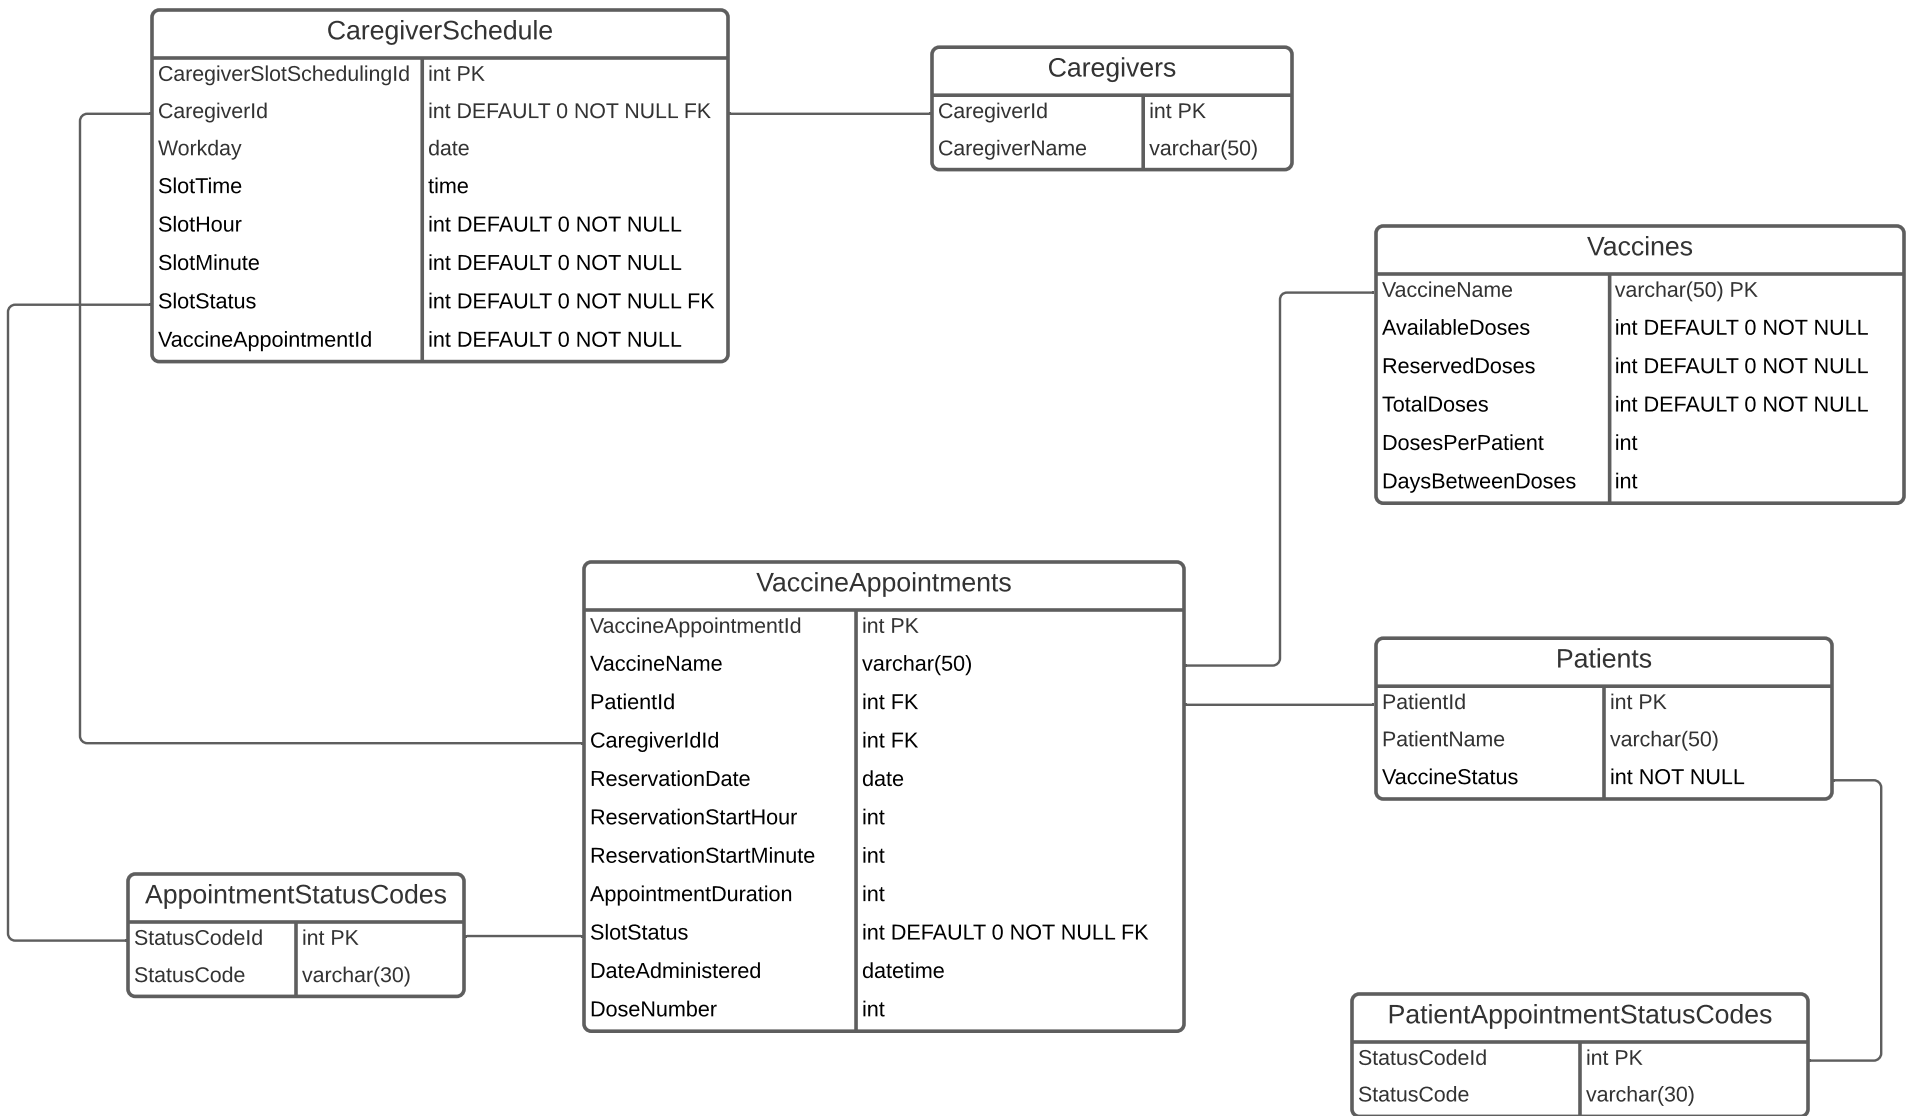 CaregiverSchedule
CaregiverSlotSchedulingId int PK
CaregiverId int DEFAULT 0 NOT NULL FK
Workday date
SlotTime time
SlotHour int DEFAULT 0 NOT NULL
SlotMinute int DEFAULT 0 NOT NULL
SlotStatus int DEFAULT 0 NOT NULL FK
VaccineAppointmentId int DEFAULT 0 NOT NULL
Caregivers
CaregiverId int PK
CaregiverName varchar(50)
Vaccines
VaccineName varchar(50) PK
AvailableDoses int DEFAULT 0 NOT NULL
ReservedDoses int DEFAULT 0 NOT NULL
TotalDoses int DEFAULT 0 NOT NULL
DosesPerPatient int
DaysBetweenDoses int
VaccineAppointments
VaccineAppointmentId int PK
VaccineName varchar(50)
PatientId int FK
CaregiverIdId int FK
ReservationDate date
ReservationStartHour int
ReservationStartMinute int
AppointmentDuration int
SlotStatus int DEFAULT 0 NOT NULL FK
DateAdministered datetime
DoseNumber int
Patients
PatientId int PK
PatientName varchar(50)
VaccineStatus int NOT NULL
AppointmentStatusCodes
StatusCodeId int PK
StatusCode varchar(30)
PatientAppointmentStatusCodes
StatusCodeId int PK
StatusCode varchar(30)